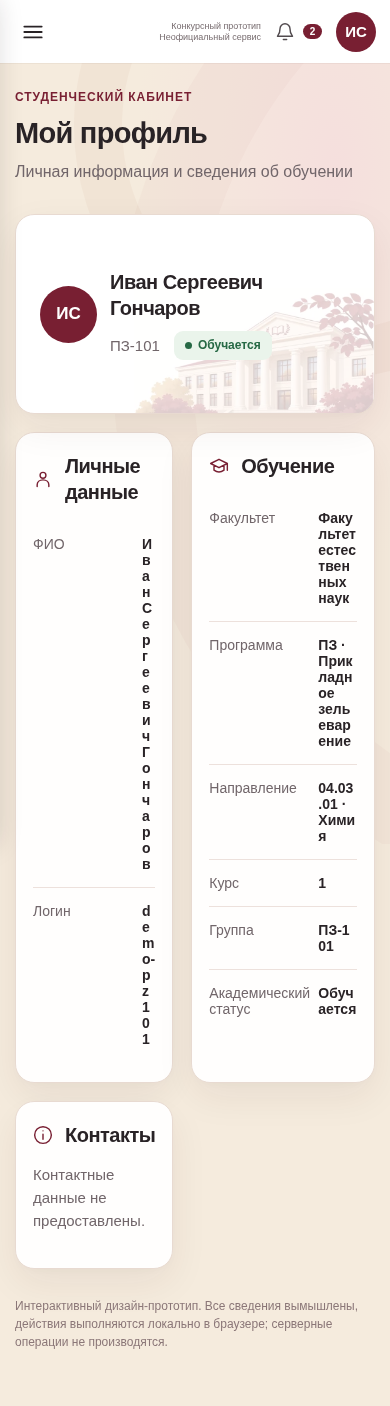 Конкурсный прототип
Неофициальный сервис
2
ИС
СТУДЕНЧЕСКИЙ КАБИНЕТ
Мой профиль
Личная информация и сведения об обучении
ИС
Иван Сергеевич
Гончаров
ПЗ-101
Обучается
Личные
данные
ФИО
И
в
а
н
С
е
р
г
е
е
в
и
ч
Г
о
н
ч
а
р
о
в
Логин
d
e
m
o-
p
z
1
0
1
Обучение
Факультет
Факу
льтет
естес
твен
ных
наук
Программа
ПЗ ·
Прик
ладн
ое
зель
евар
ение
Направление
04.03
.01 ·
Хими
я
Курс
1
Группа
ПЗ-1
01
Академический
статус
Обуч
ается
Контакты
Контактные
данные не
предоставлены.
Интерактивный дизайн-прототип. Все сведения вымышлены,
действия выполняются локально в браузере; серверные
операции не производятся.